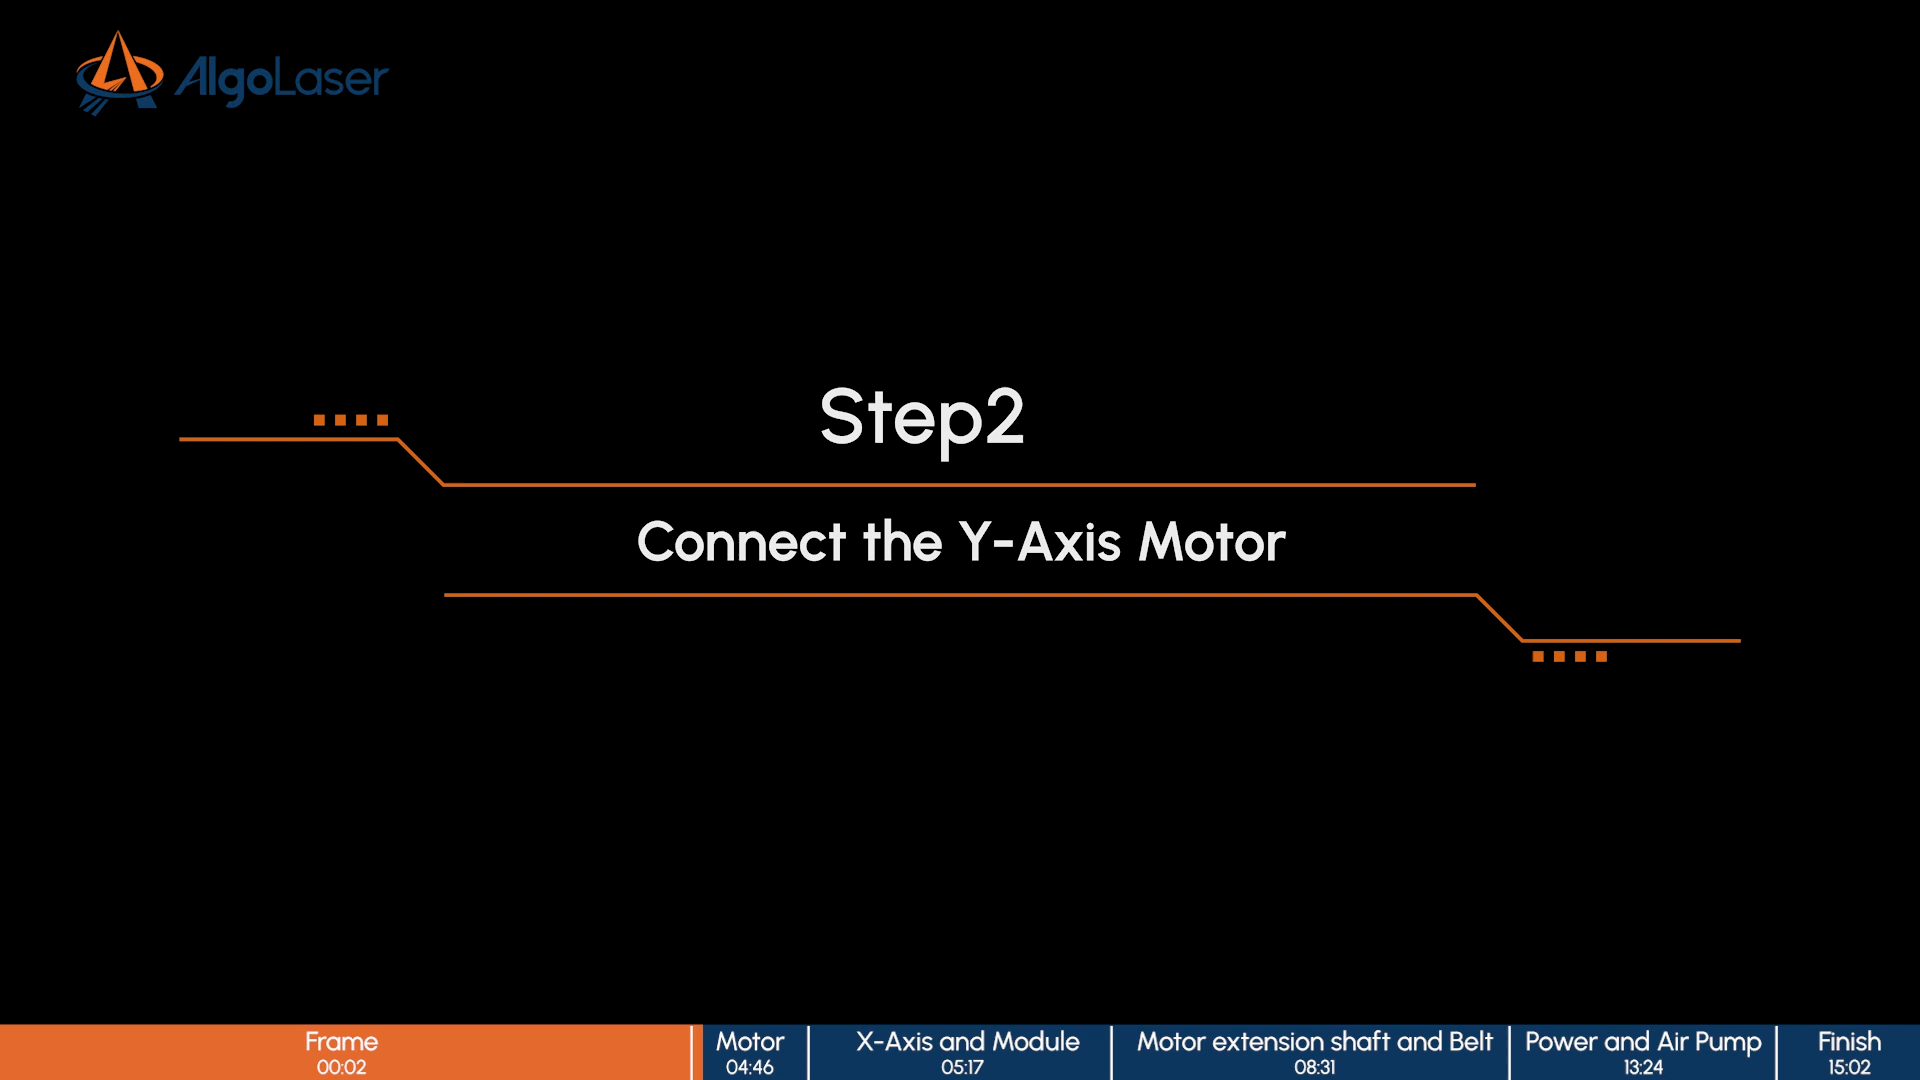 AlgoLaser
Step2
Connect the Y-Axis Motor
Frame
00:02
Motor
04:46
X-Axis and Module
05:17
Motor extension shaft and Belt
08:31
Power and Air Pump
13:24
Finish
15:02